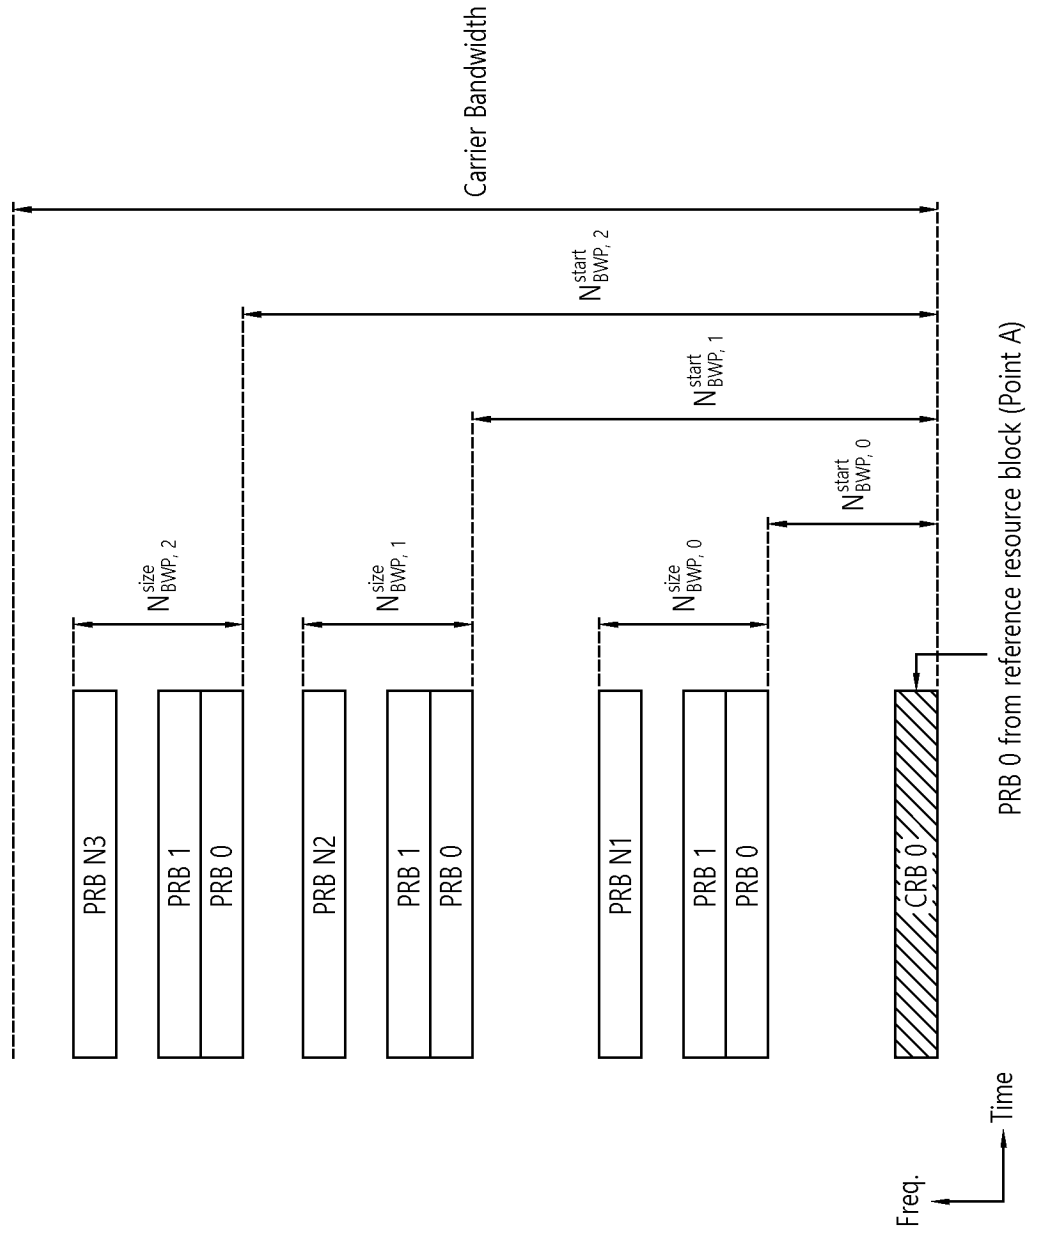 Carrier Bandwidth
N^start_BWP, 2
N^start_BWP, 1
N^start_BWP, 0
N^size_BWP, 2
N^size_BWP, 1
N^size_BWP, 0
PRB N3
PRB 1
PRB 0
PRB N2
PRB 1
PRB 0
PRB N1
PRB 1
PRB 0
CRB 0
PRB 0 from reference resource block (Point A)
Freq.
Time